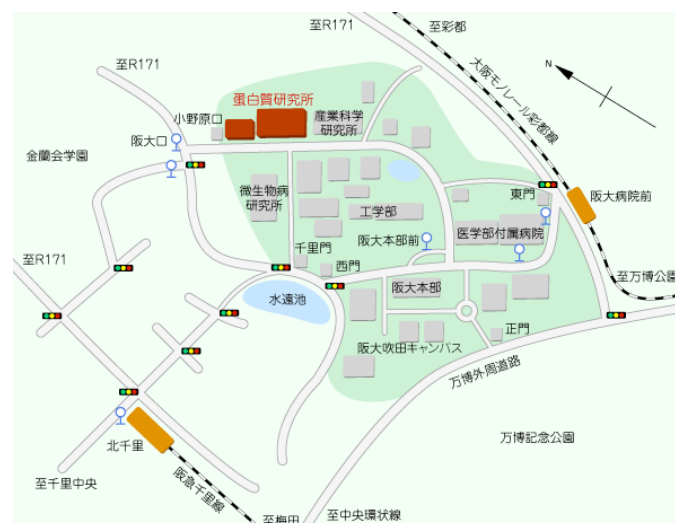 至R171
至彩都
N
大阪モノレール彩都線
至R171
蛋白質研究所
小野原口
産業科学
研究所
阪大口
金蘭会学園
微生物病
研究所
東門
阪大病院前
工学部
千里門
阪大本部前
医学部付属病院
西門
至R171
至万博公園
水遠池
阪大本部
正門
阪大吹田キャンパス
万博外周道路
北千里
万博記念公園
至千里中央
阪急千里線
至梅田
至中央環状線